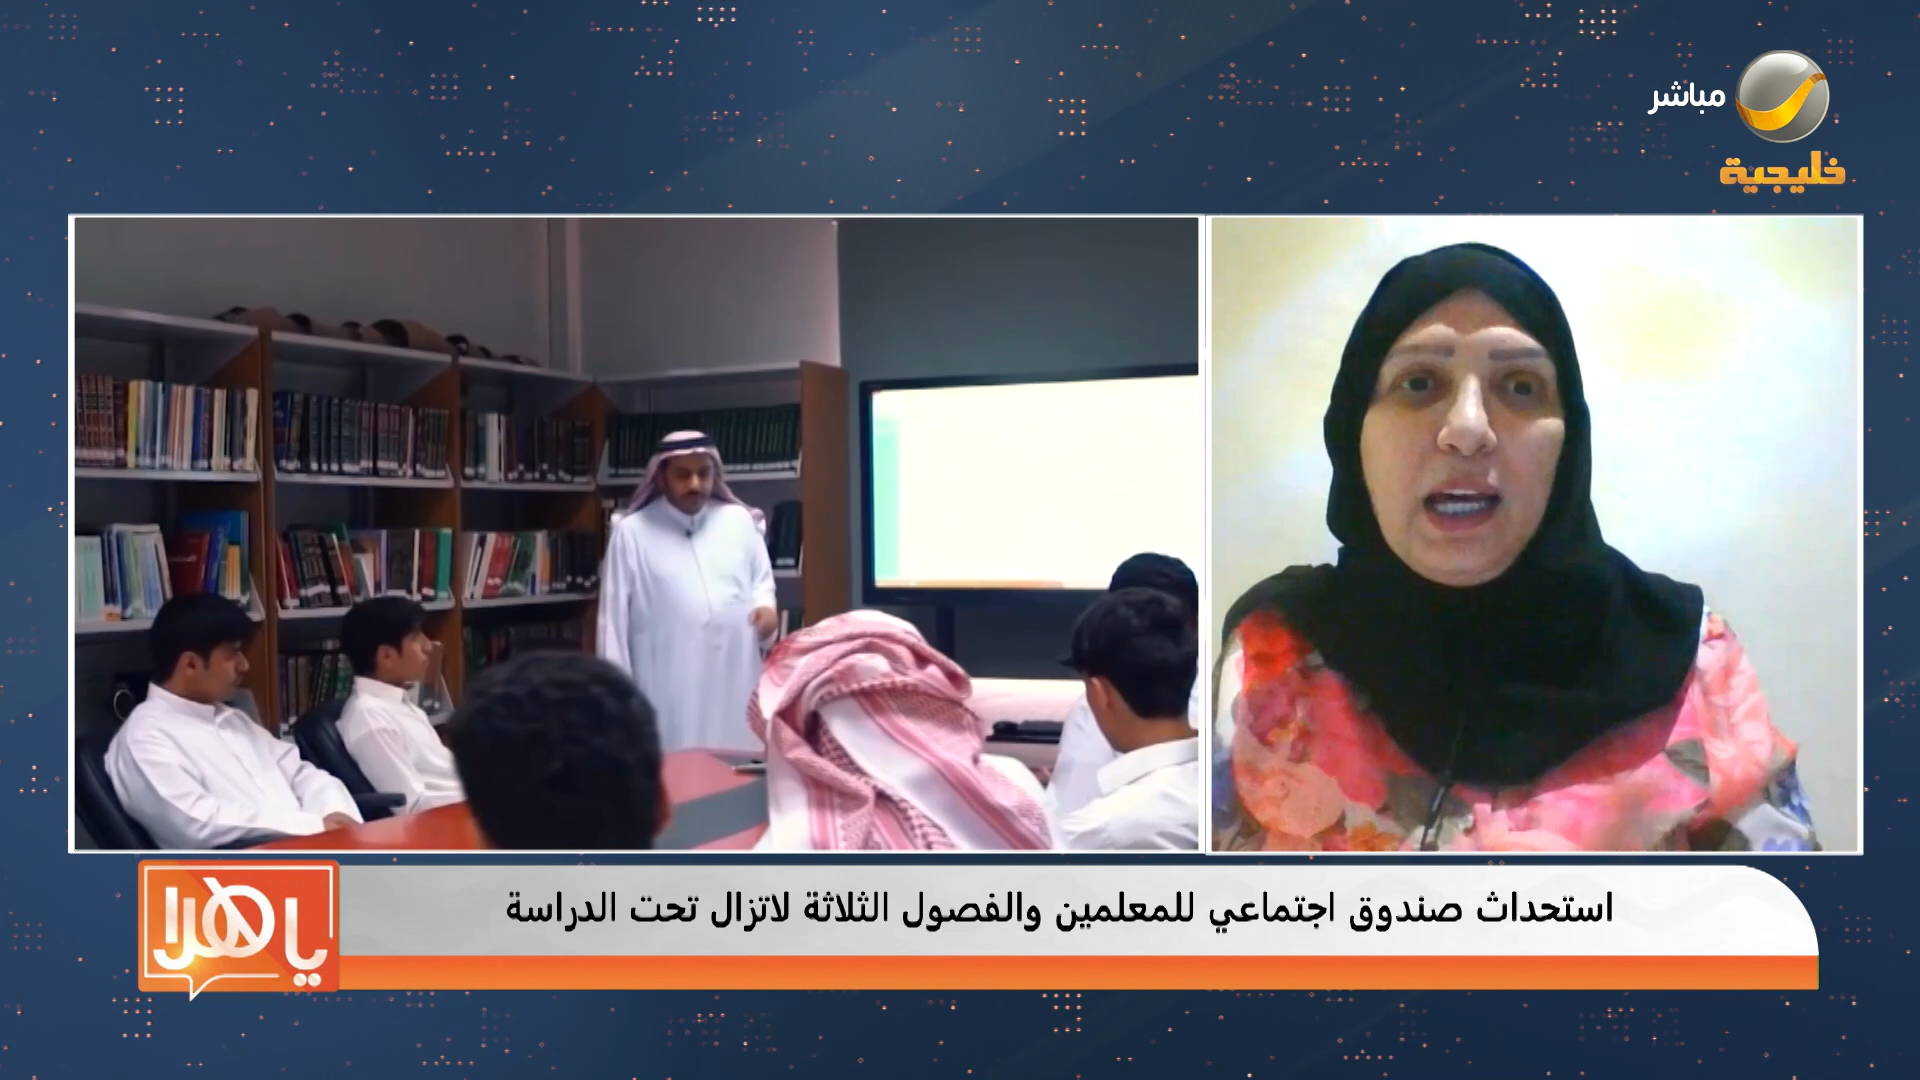 مباشر
خليجية
استحداث صندوق اجتماعي للمعلمين والفصول الثلاثة لاتزال تحت الدراسة
ياهلا